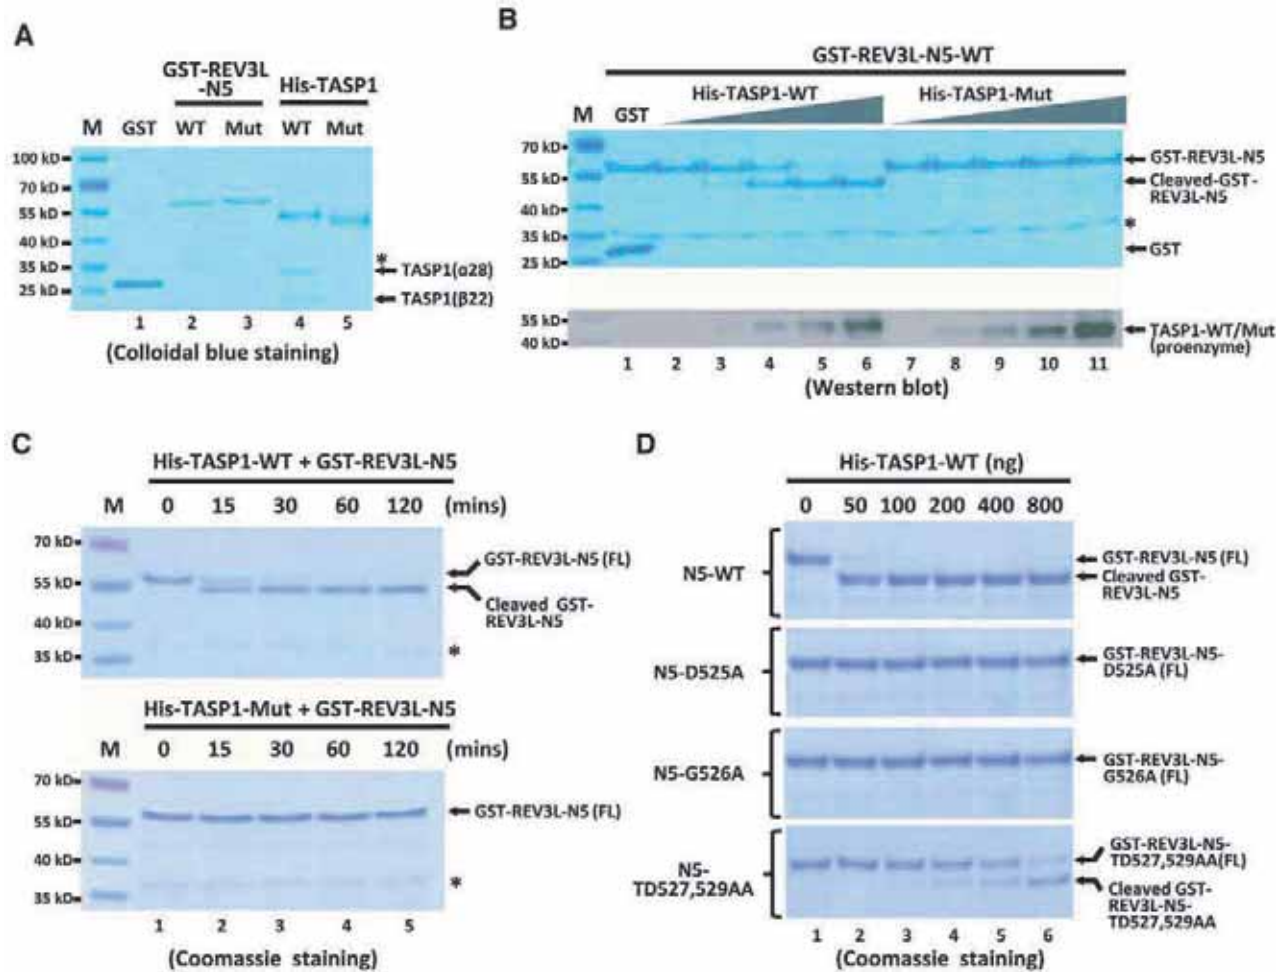 A
GST-REV3L
-N5
His-TASP1
M GST WT Mut WT Mut
100 kD
70 kD
55 kD
40 kD
35 kD
25 kD
*
TASP1(α28)
TASP1(β22)
1 2 3 4 5
(Colloidal blue staining)
B
GST-REV3L-N5-WT
His-TASP1-WT His-TASP1-Mut
M GST
70 kD
55 kD
40 kD
35 kD
25 kD
GST-REV3L-N5
Cleaved-GST-
REV3L-N5
*
GST
55 kD
40 kD
TASP1-WT/Mut
(proenzyme)
1 2 3 4 5 6 7 8 9 10 11
(Western blot)
C
His-TASP1-WT + GST-REV3L-N5
M 0 15 30 60 120 (mins)
70 kD
55 kD
40 kD
35 kD
GST-REV3L-N5 (FL)
Cleaved GST-
REV3L-N5
*
His-TASP1-Mut + GST-REV3L-N5
M 0 15 30 60 120 (mins)
70 kD
55 kD
40 kD
35 kD
GST-REV3L-N5 (FL)
*
1 2 3 4 5
(Coomassie staining)
D
His-TASP1-WT (ng)
0 50 100 200 400 800
N5-WT
GST-REV3L-N5 (FL)
Cleaved GST-
REV3L-N5
N5-D525A
GST-REV3L-N5-
D525A (FL)
N5-G526A
GST-REV3L-N5-
G526A (FL)
N5-
TD527,529AA
GST-REV3L-N5-
TD527,529AA(FL)
Cleaved GST-
REV3L-N5-
TD527,529AA
1 2 3 4 5 6
(Coomassie staining)